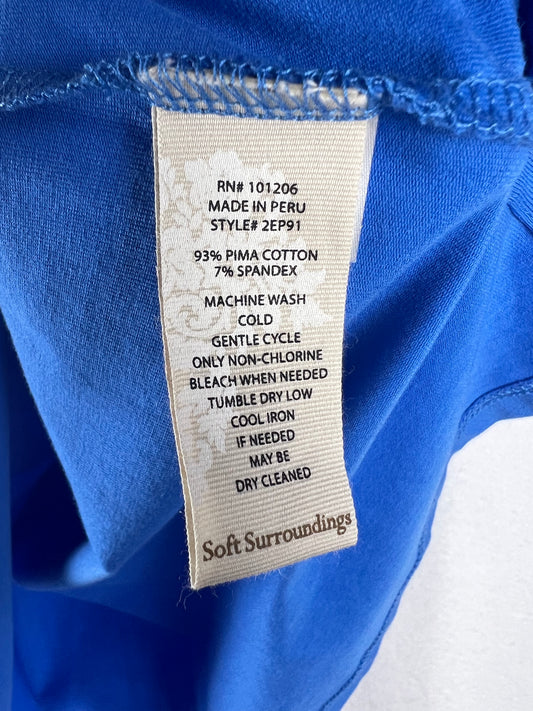 RN# 101206
MADE IN PERU
STYLE# 2EP91
93% PIMA COTTON
7% SPANDEX
MACHINE WASH
COLD
GENTLE CYCLE
ONLY NON-CHLORINE
BLEACH WHEN NEEDED
TUMBLE DRY LOW
COOL IRON
IF NEEDED
MAY BE
DRY CLEANED
Soft Surroundings